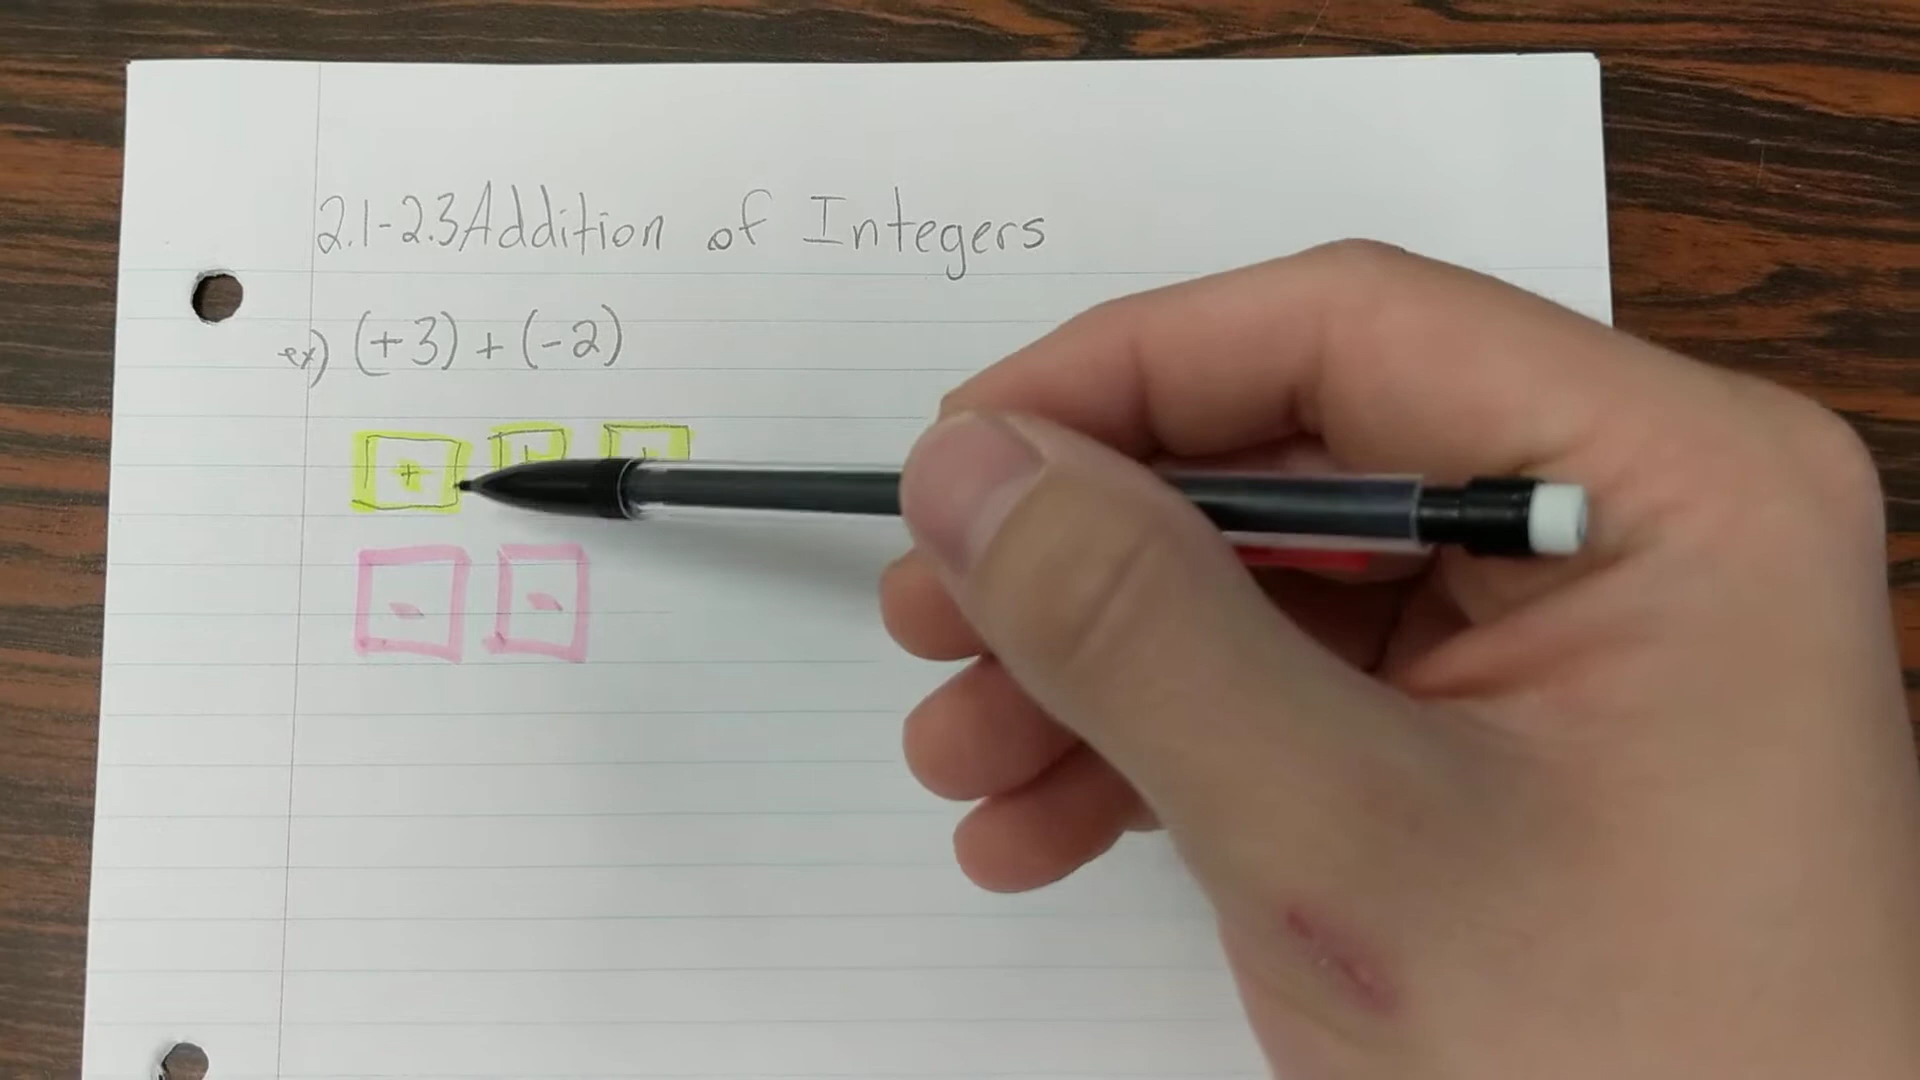 2.1-2.3 Addition of Integers
ex) (+3) + (-2)
+ + +
- -